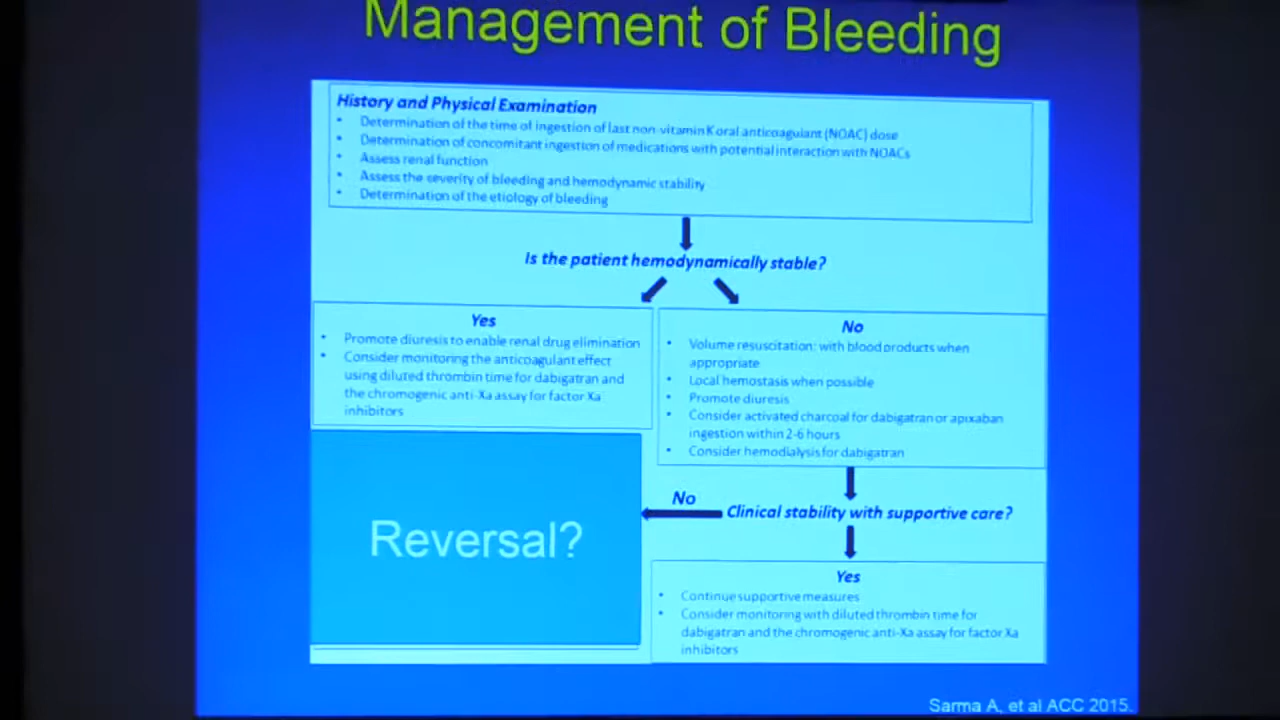 Management of Bleeding
History and Physical Examination
• Determination of the time of ingestion of last non-vitamin K oral anticoagulant (NOAC) dose
• Determination of concomitant ingestion of medications with potential interaction with NOACs
• Assess renal function
• Assess the severity of bleeding and hemodynamic stability
• Determination of the etiology of bleeding
Is the patient hemodynamically stable?
Yes
• Promote diuresis to enable renal drug elimination
• Consider monitoring the anticoagulant effect
using diluted thrombin time for dabigatran and
the chromogenic anti-Xa assay for factor Xa
inhibitors
No
• Volume resuscitation: with blood products when
appropriate
• Local hemostasis when possible
• Promote diuresis
• Consider activated charcoal for dabigatran or apixaban
ingestion within 2-6 hours
• Consider hemodialysis for dabigatran
No
Clinical stability with supportive care?
Reversal?
Yes
• Continue supportive measures
• Consider monitoring with diluted thrombin time for
dabigatran and the chromogenic anti-Xa assay for factor Xa
inhibitors
Sarma A, et al ACC 2015.